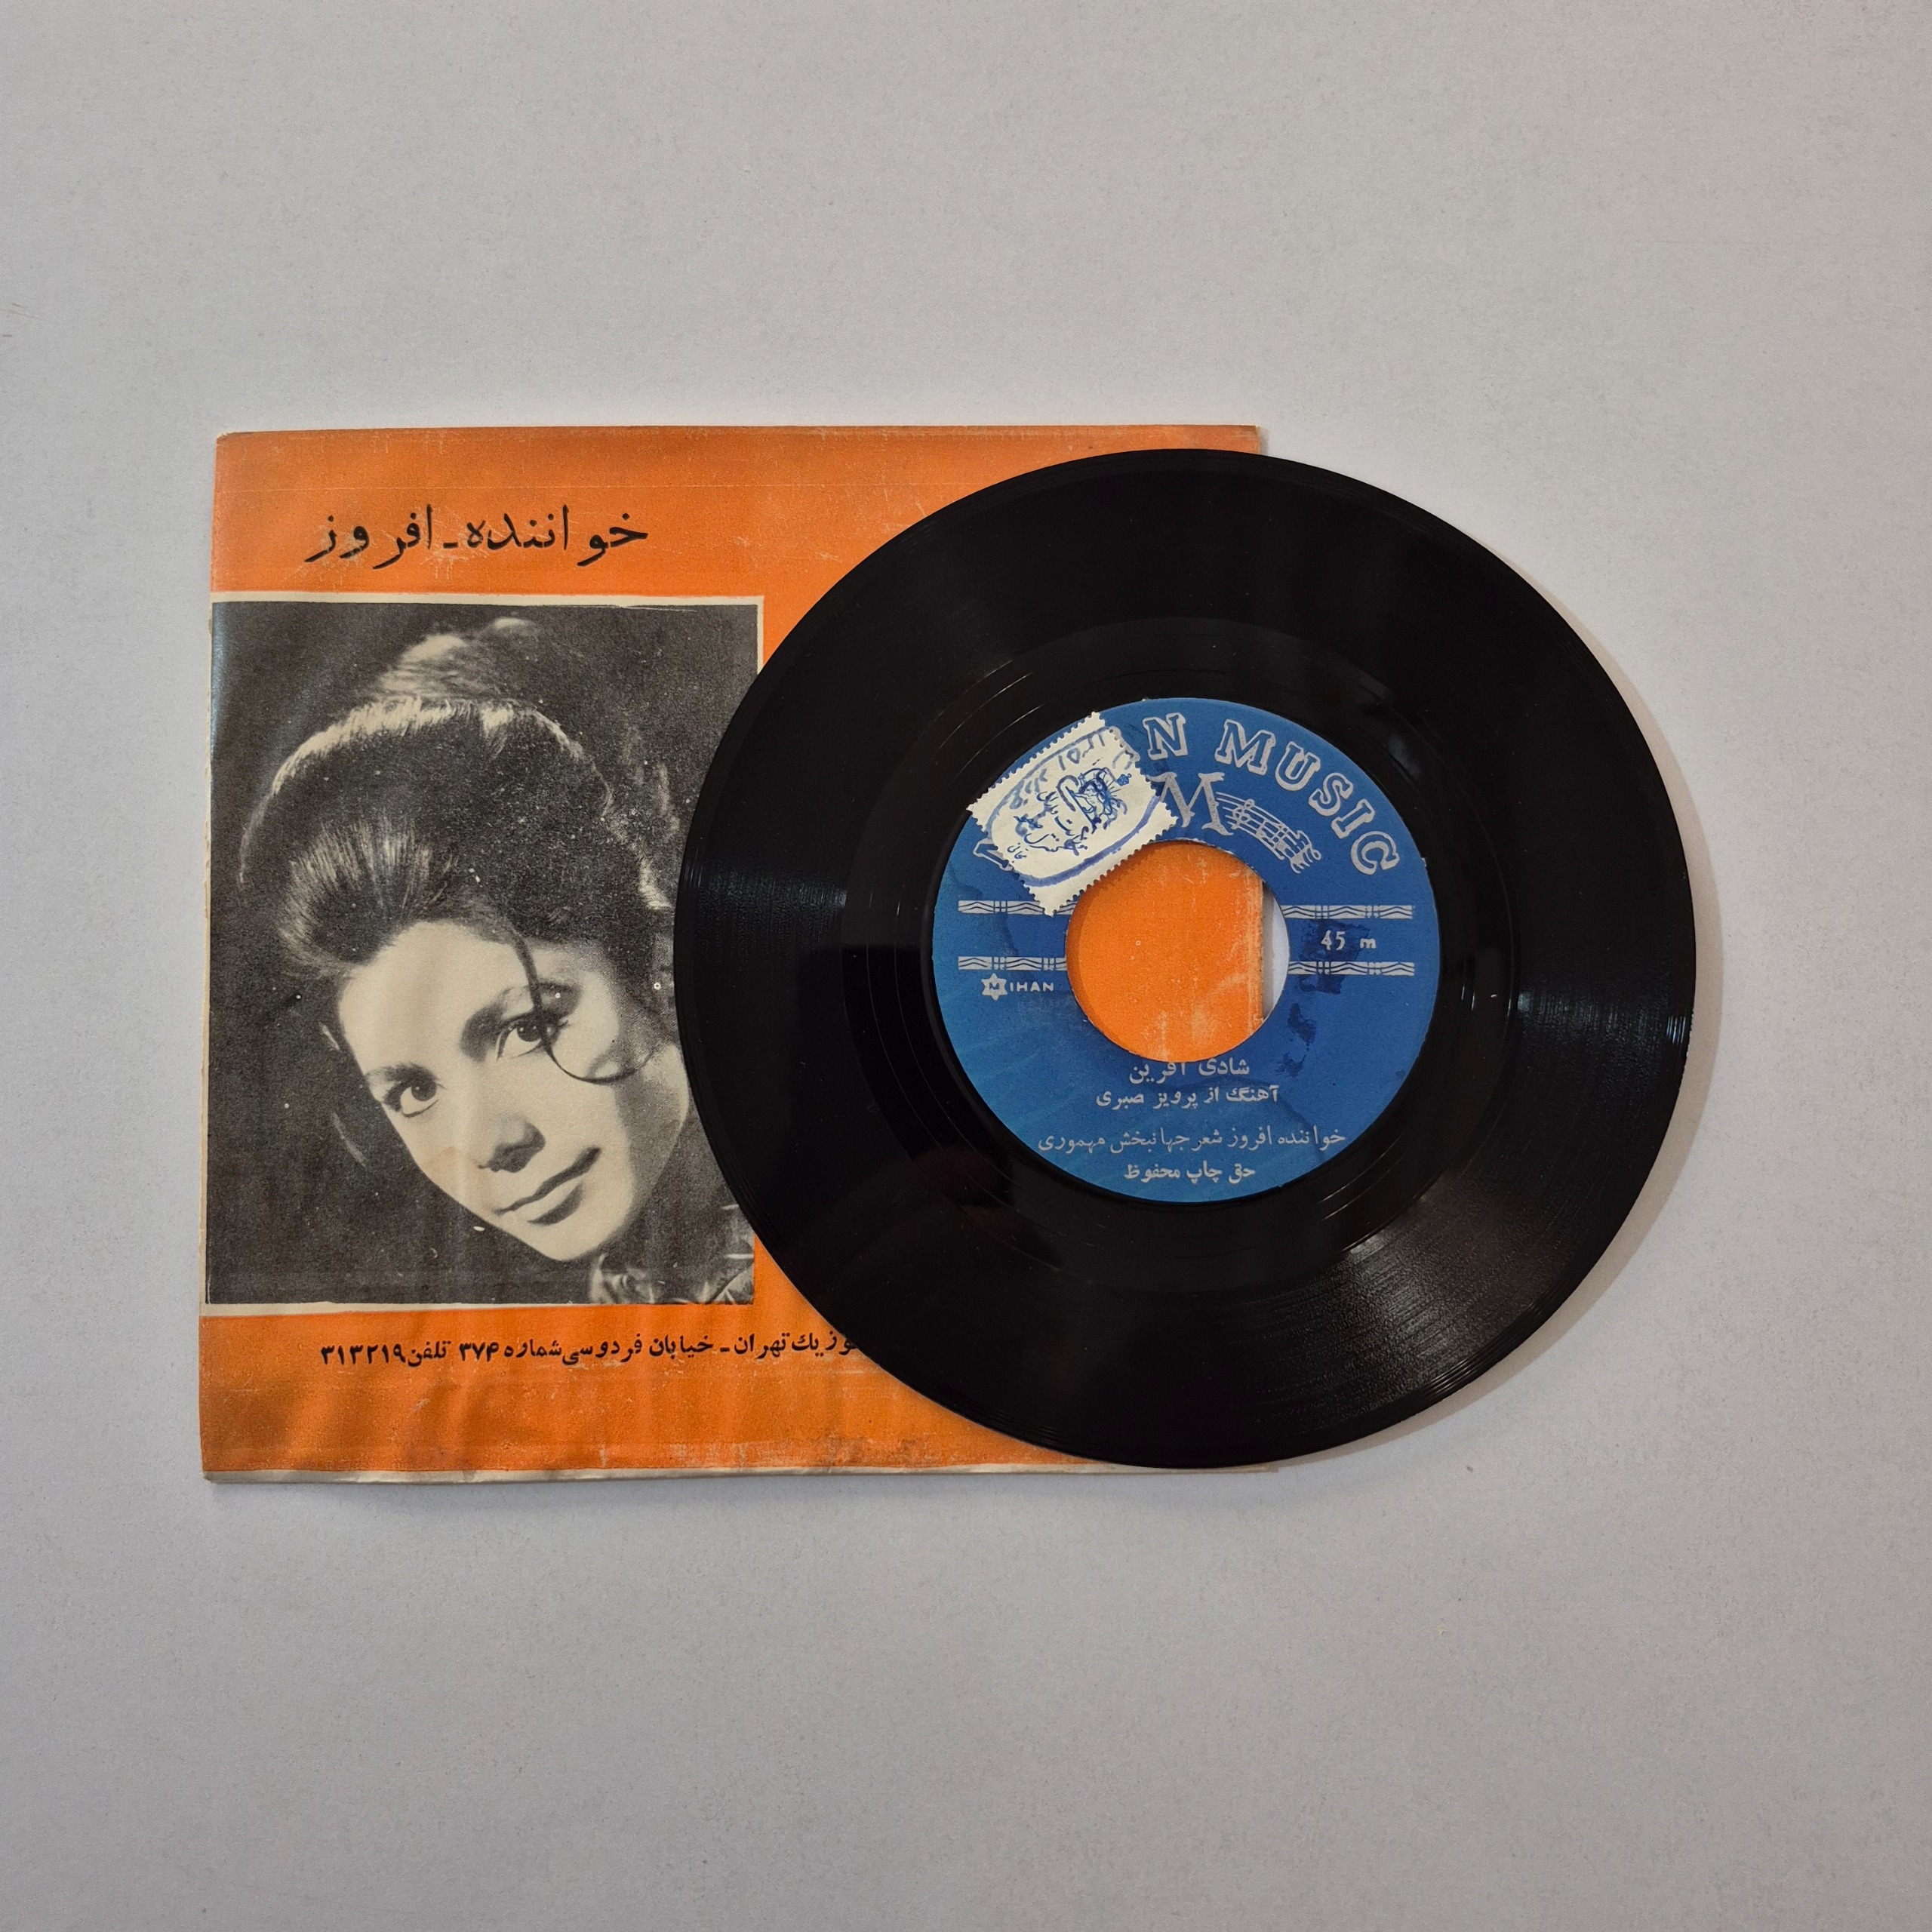 خواننده ـ افروز
وزیك تهران ـ خیابان فردوسی شماره ۳۷۴ تلفن ۳۱۳۲۱۹
N MUSIC
M
45 m
MIHAN
شادی آفرین
آهنگ از پرویز صبری
خواننده افروز شعر جهانبخش مهموری
حق چاپ محفوظ